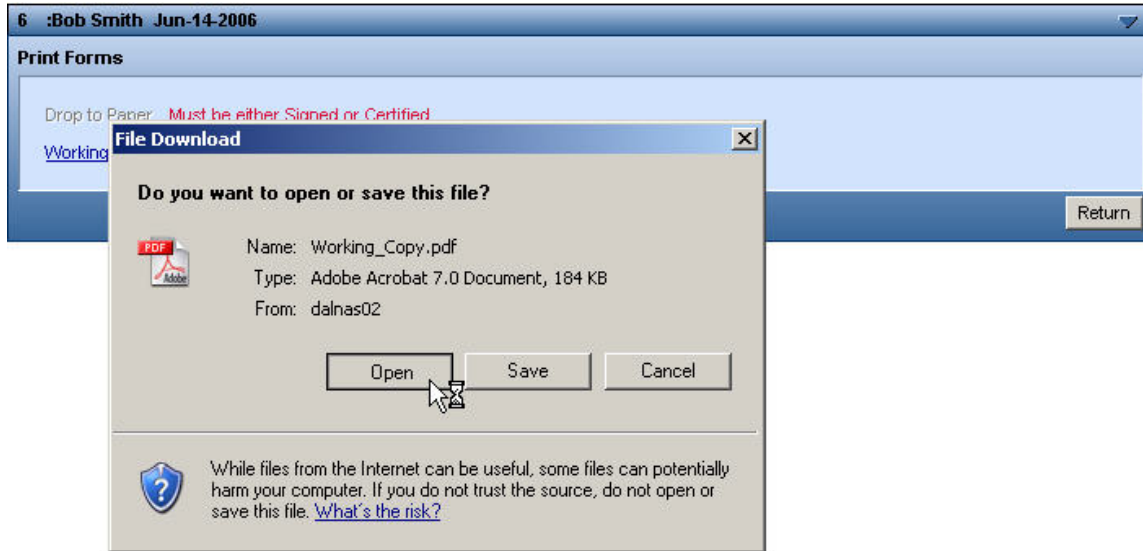 6 :Bob Smith Jun-14-2006
Print Forms
Drop to Paper Must be either Signed or Certified
Working
File Download
Do you want to open or save this file?
PDF
Adobe
Name: Working_Copy.pdf
Type: Adobe Acrobat 7.0 Document, 184 KB
From: dalnas02
Open Save Cancel
Return
While files from the Internet can be useful, some files can potentially
harm your computer. If you do not trust the source, do not open or
save this file. What's the risk?